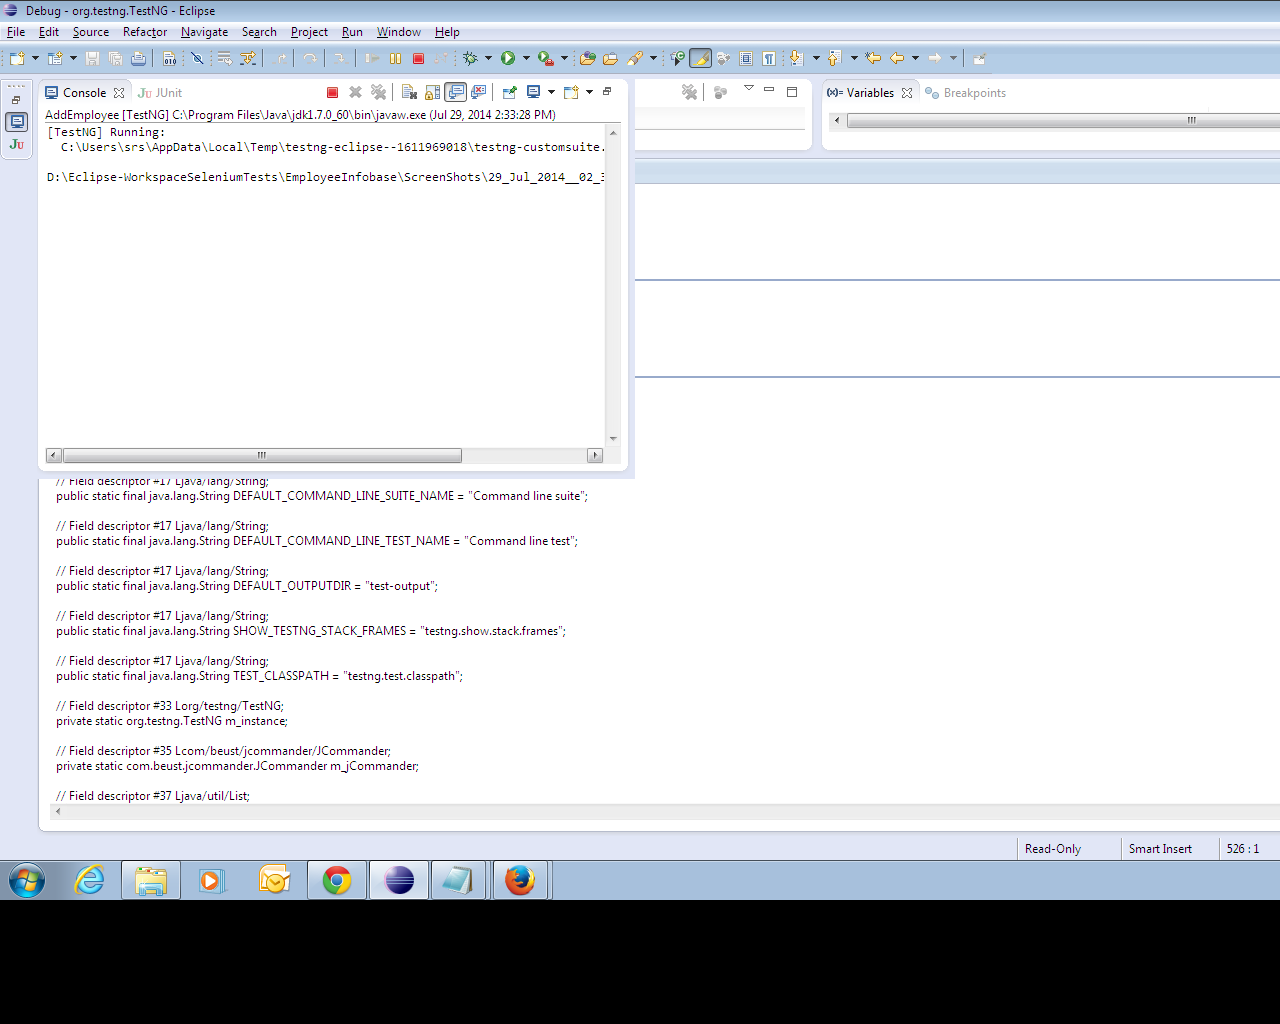 Debug - org.testng.TestNG - Eclipse
File Edit Source Refactor Navigate Search Project Run Window Help
Console JU JUnit
(x)= Variables Breakpoints
AddEmployee [TestNG] C:\Program Files\Java\jdk1.7.0_60\bin\javaw.exe (Jul 29, 2014 2:33:28 PM)
[TestNG] Running:
C:\Users\srs\AppData\Local\Temp\testng-eclipse--1611969018\testng-customsuite.
D:\Eclipse-WorkspaceSeleniumTests\EmployeeInfobase\ScreenShots\29_Jul_2014__02_3
JU
// Field descriptor #17 Ljava/lang/String;
public static final java.lang.String DEFAULT_COMMAND_LINE_SUITE_NAME = "Command line suite";
// Field descriptor #17 Ljava/lang/String;
public static final java.lang.String DEFAULT_COMMAND_LINE_TEST_NAME = "Command line test";
// Field descriptor #17 Ljava/lang/String;
public static final java.lang.String DEFAULT_OUTPUTDIR = "test-output";
// Field descriptor #17 Ljava/lang/String;
public static final java.lang.String SHOW_TESTNG_STACK_FRAMES = "testng.show.stack.frames";
// Field descriptor #17 Ljava/lang/String;
public static final java.lang.String TEST_CLASSPATH = "testng.test.classpath";
// Field descriptor #33 Lorg/testng/TestNG;
private static org.testng.TestNG m_instance;
// Field descriptor #35 Lcom/beust/jcommander/JCommander;
private static com.beust.jcommander.JCommander m_jCommander;
// Field descriptor #37 Ljava/util/List;
Read-Only Smart Insert 526 : 1